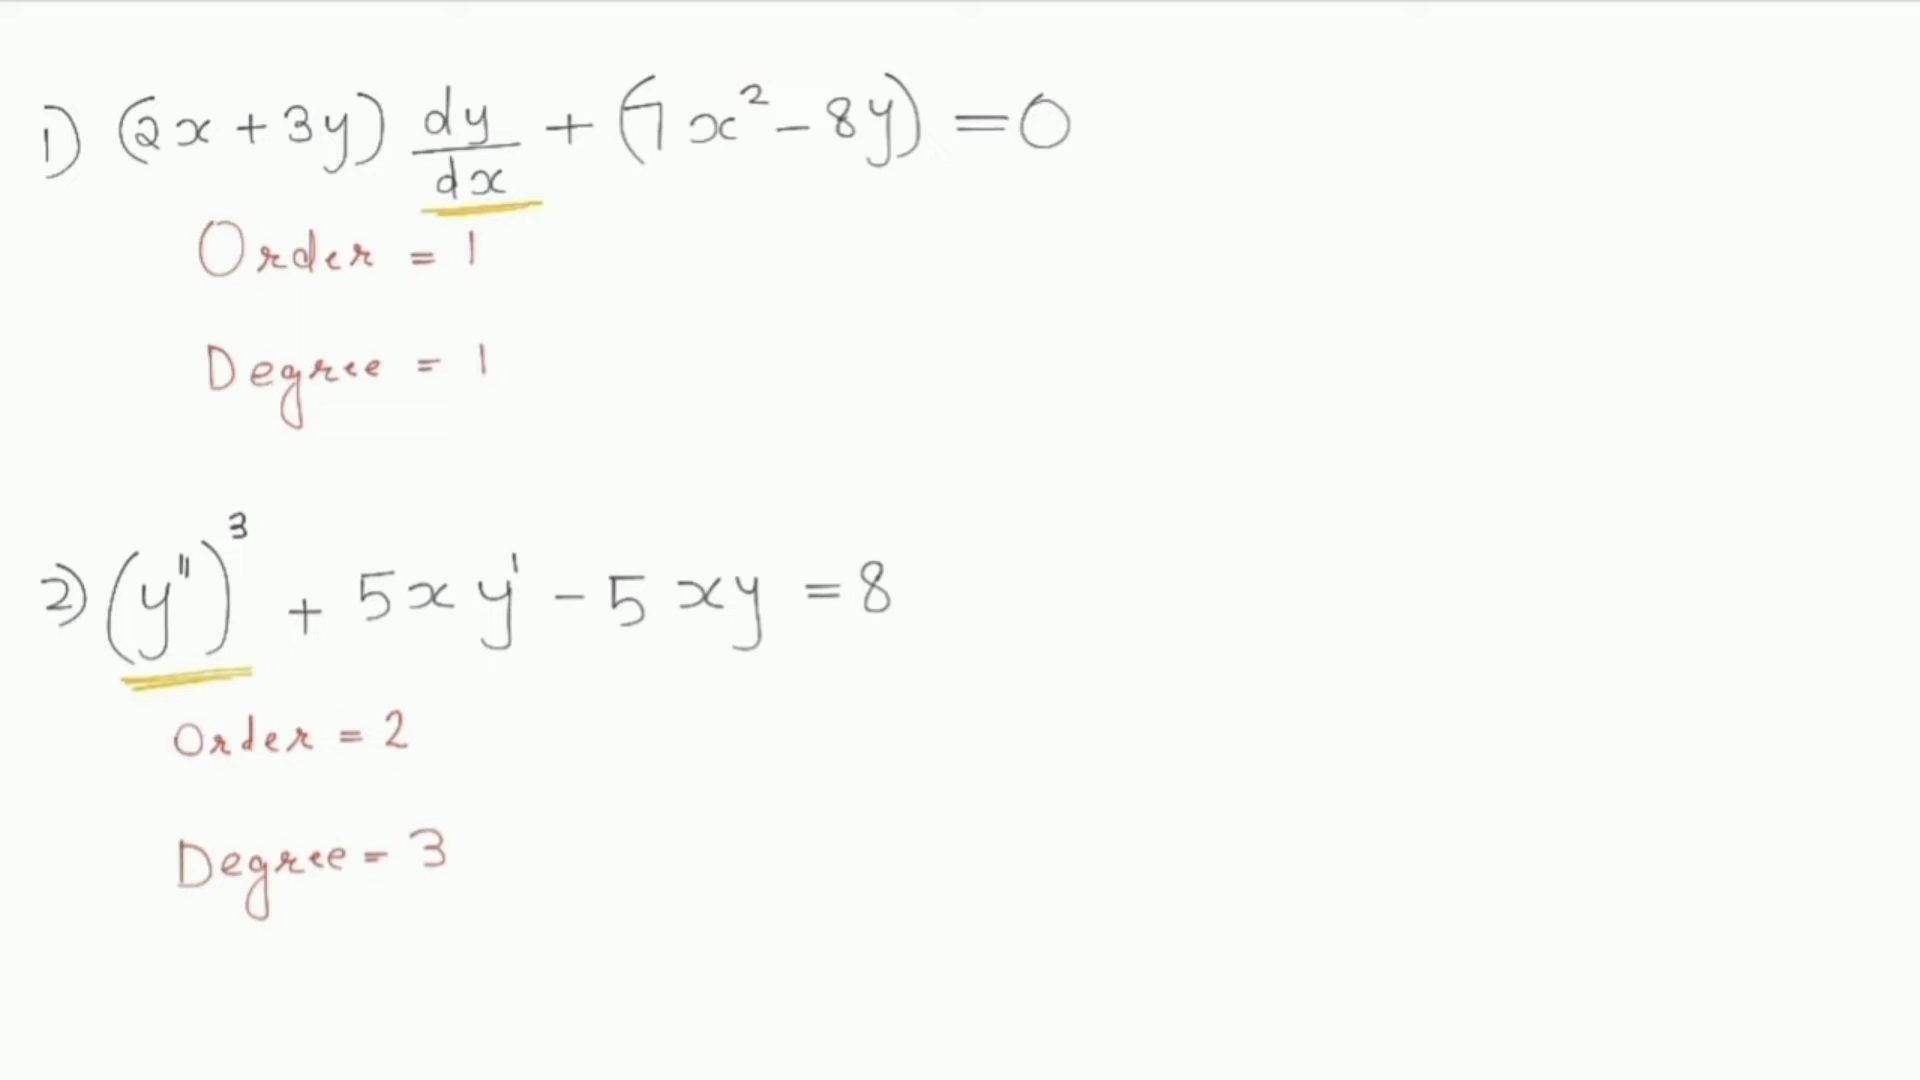 1) (2x+3y) dy/dx + (7x²-8y) =0
Order = 1
Degree = 1
2) (y'')³ + 5xy' - 5xy = 8
Order = 2
Degree = 3